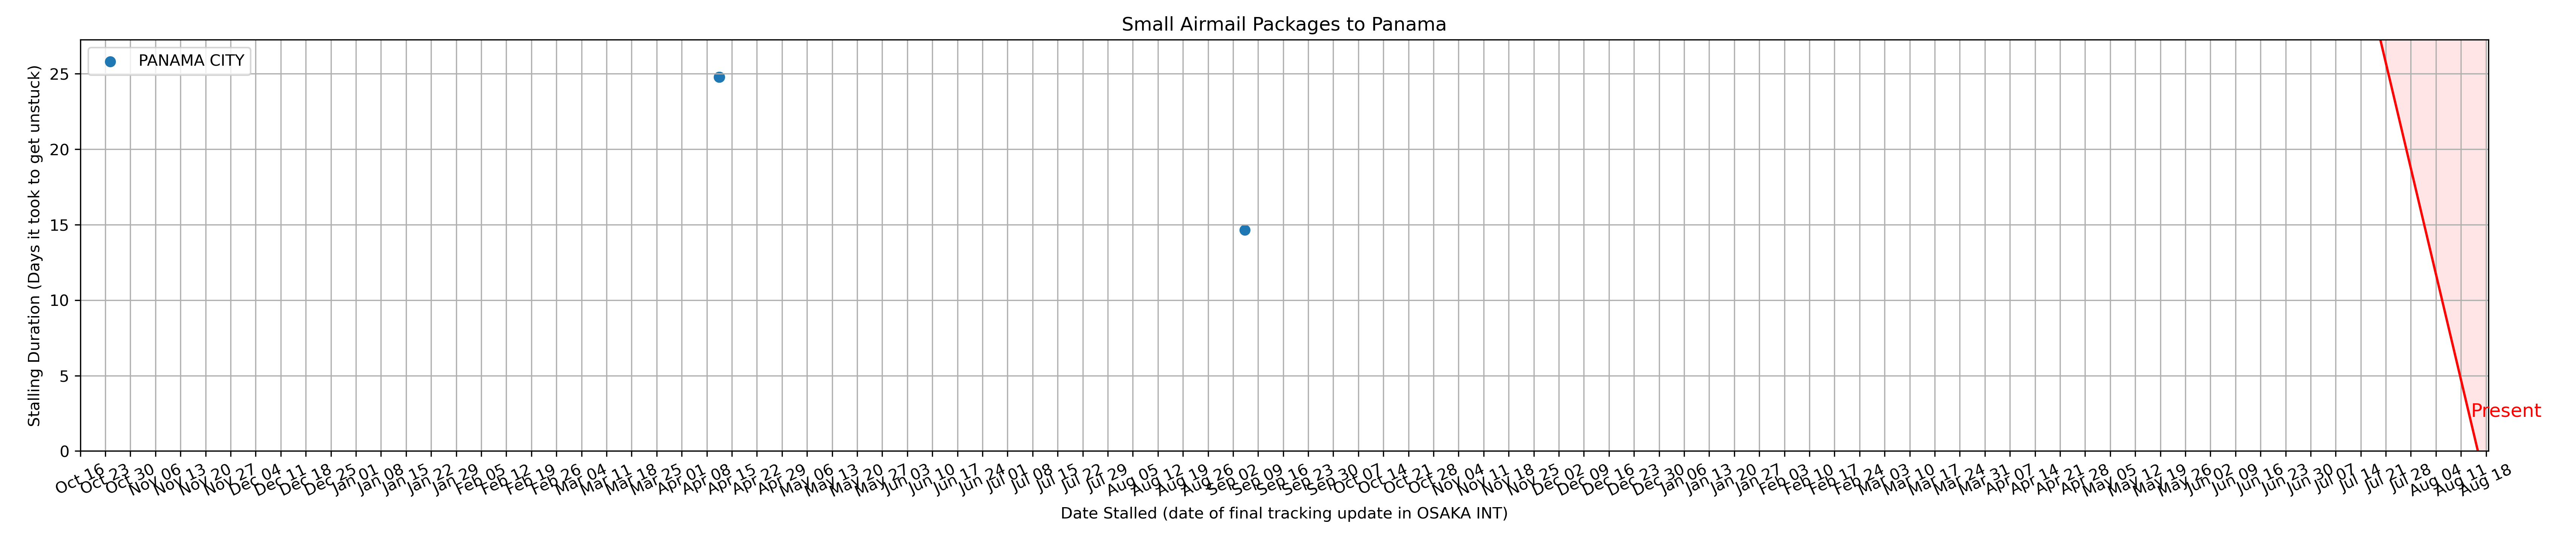 Small Airmail Packages to Panama
PANAMA CITY
Stalling Duration (Days it took to get unstuck)
25
20
15
10
5
0
Present
Oct 16 Oct 23 Oct 30 Nov 06 Nov 13 Nov 20 Nov 27 Dec 04 Dec 11 Dec 18 Dec 25 Jan 01 Jan 08 Jan 15 Jan 22 Jan 29 Feb 05 Feb 12 Feb 19 Feb 26 Mar 04 Mar 11 Mar 18 Mar 25 Apr 01 Apr 08 Apr 15 Apr 22 Apr 29 May 06 May 13 May 20 May 27 Jun 03 Jun 10 Jun 17 Jun 24 Jul 01 Jul 08 Jul 15 Jul 22 Jul 29 Aug 05 Aug 12 Aug 19 Aug 26 Sep 02 Sep 09 Sep 16 Sep 23 Sep 30 Oct 07 Oct 14 Oct 21 Oct 28 Nov 04 Nov 11 Nov 18 Nov 25 Dec 02 Dec 09 Dec 16 Dec 23 Dec 30 Jan 06 Jan 13 Jan 20 Jan 27 Feb 03 Feb 10 Feb 17 Feb 24 Mar 03 Mar 10 Mar 17 Mar 24 Mar 31 Apr 07 Apr 14 Apr 21 Apr 28 May 05 May 12 May 19 May 26 Jun 02 Jun 09 Jun 16 Jun 23 Jun 30 Jul 07 Jul 14 Jul 21 Jul 28 Aug 04 Aug 11 Aug 18
Date Stalled (date of final tracking update in OSAKA INT)